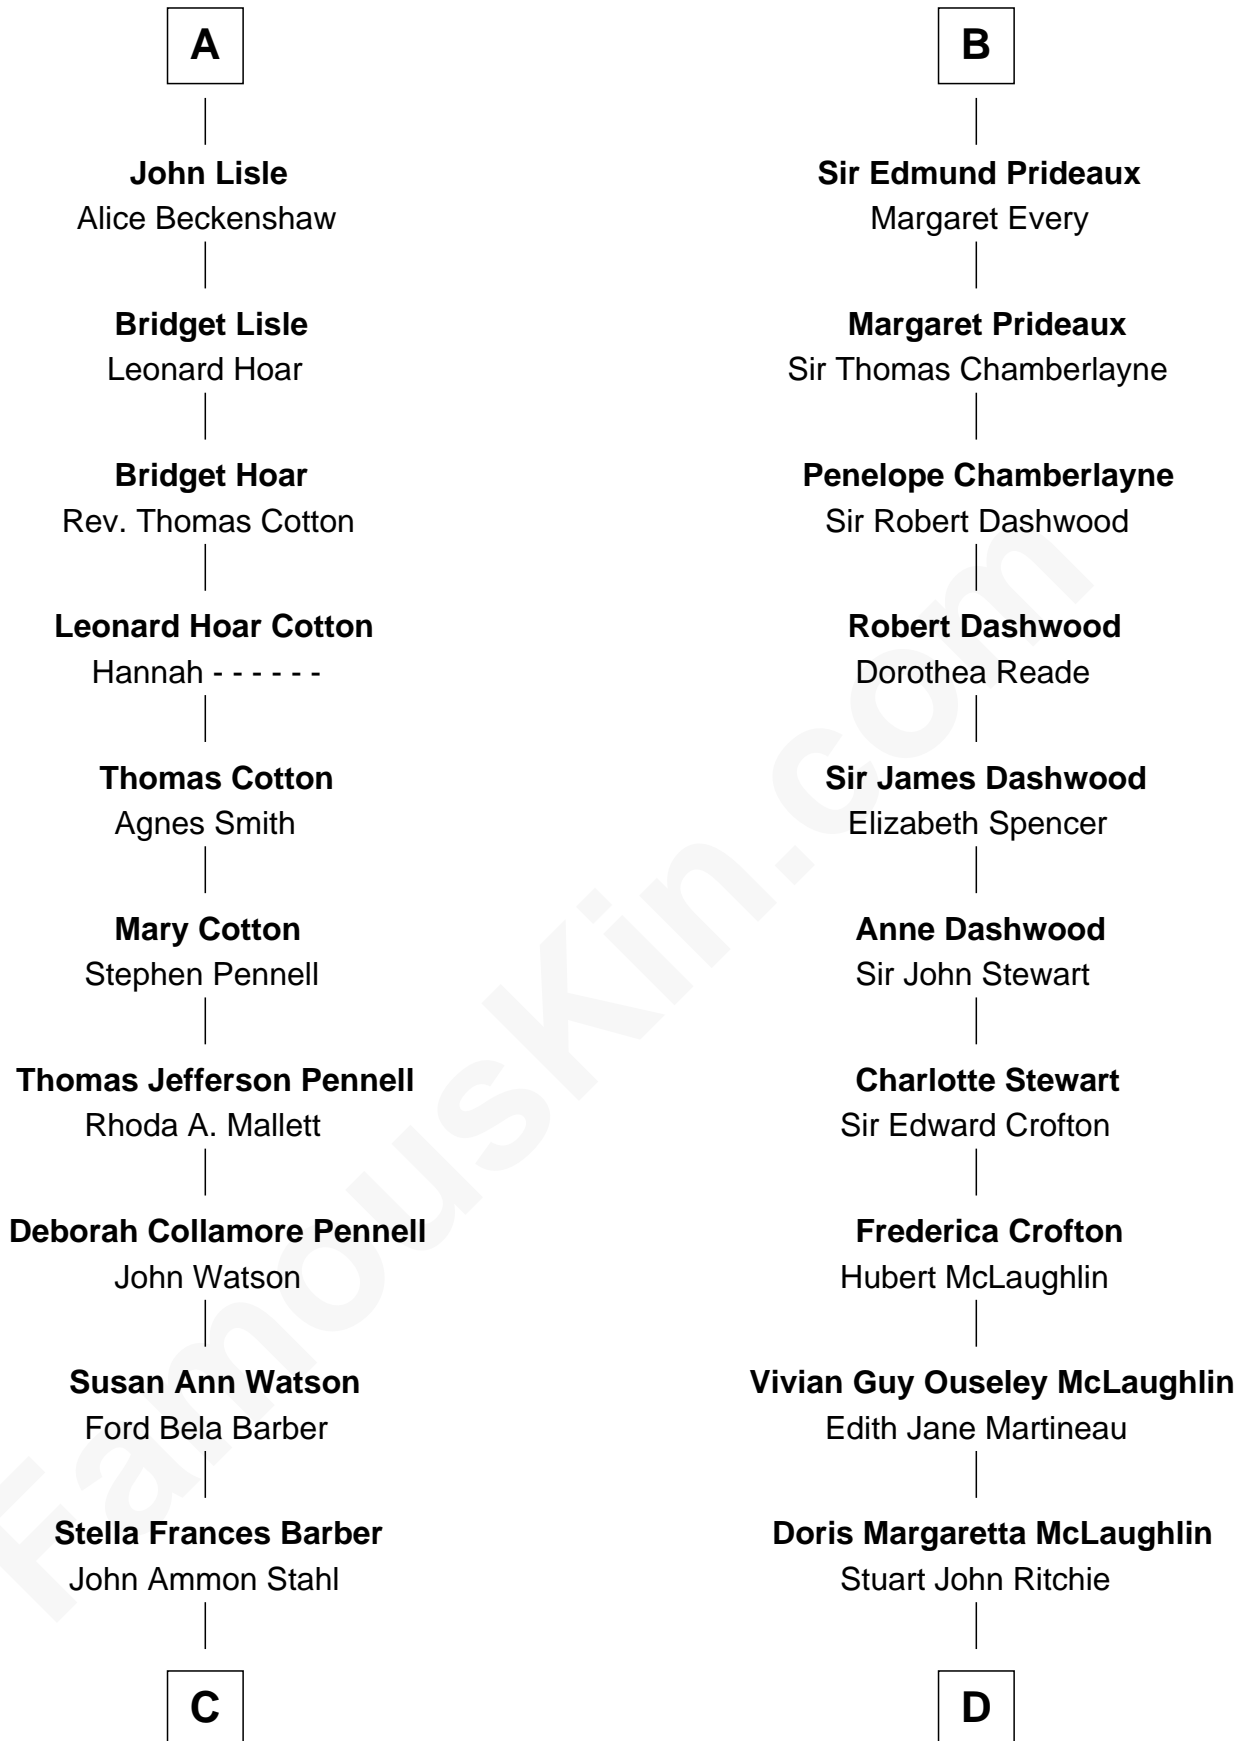 A
John Lisle
Alice Beckenshaw
Bridget Lisle
Leonard Hoar
Bridget Hoar
Rev. Thomas Cotton
Leonard Hoar Cotton
Hannah - - - - - -
Thomas Cotton
Agnes Smith
Mary Cotton
Stephen Pennell
Thomas Jefferson Pennell
Rhoda A. Mallett
Deborah Collamore Pennell
John Watson
Susan Ann Watson
Ford Bela Barber
Stella Frances Barber
John Ammon Stahl
C
B
Sir Edmund Prideaux
Margaret Every
Margaret Prideaux
Sir Thomas Chamberlayne
Penelope Chamberlayne
Sir Robert Dashwood
Robert Dashwood
Dorothea Reade
Sir James Dashwood
Elizabeth Spencer
Anne Dashwood
Sir John Stewart
Charlotte Stewart
Sir Edward Crofton
Frederica Crofton
Hubert McLaughlin
Vivian Guy Ouseley McLaughlin
Edith Jane Martineau
Doris Margaretta McLaughlin
Stuart John Ritchie
D
FamousKin.com